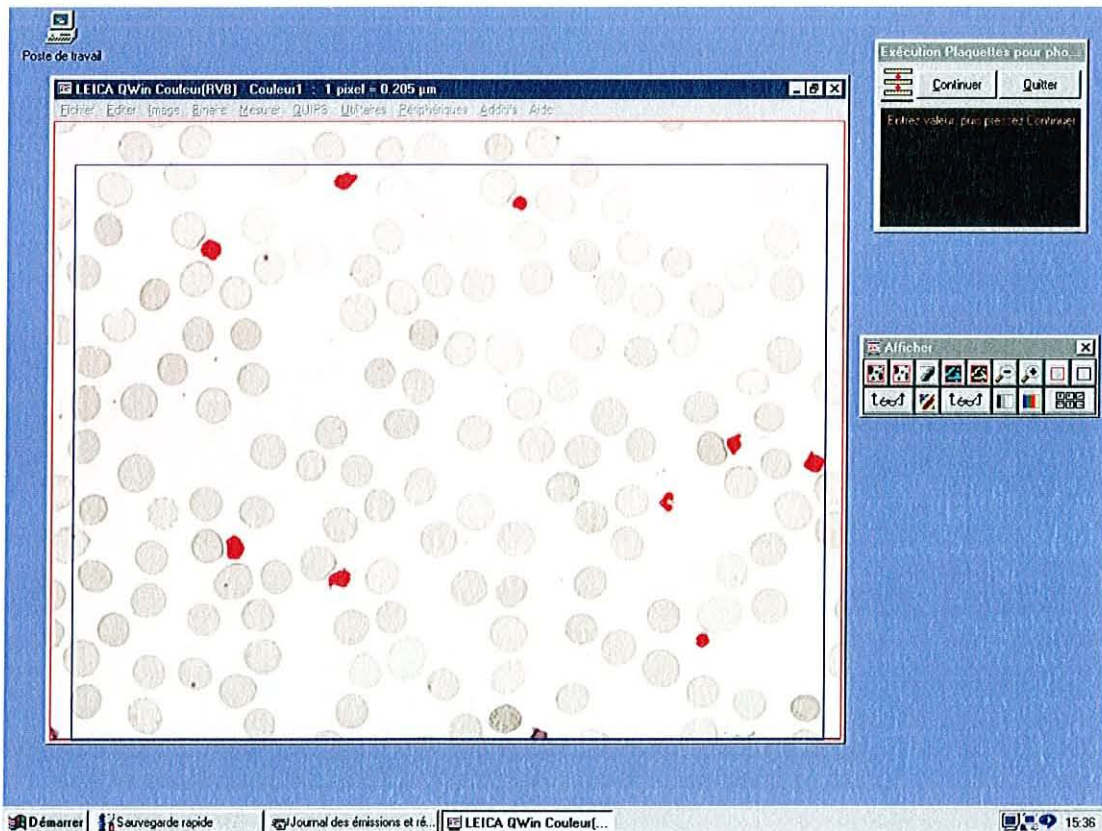 Poste de travail
LEICA QWin Couleur(RVB) Couleur1 : 1 pixel = 0.205 µm
Fichier Editer Image Binaire Mesurer QUIPS Utilitaires Périphériques Addifs Aide
Exécution Plaquettes pour pho...
Continuer Quitter
Entrez valeur, puis pressez Continuer
Afficher
Démarrer Sauvegarde rapide Journal des émissions et ré... LEICA QWin Couleur(... 15:36